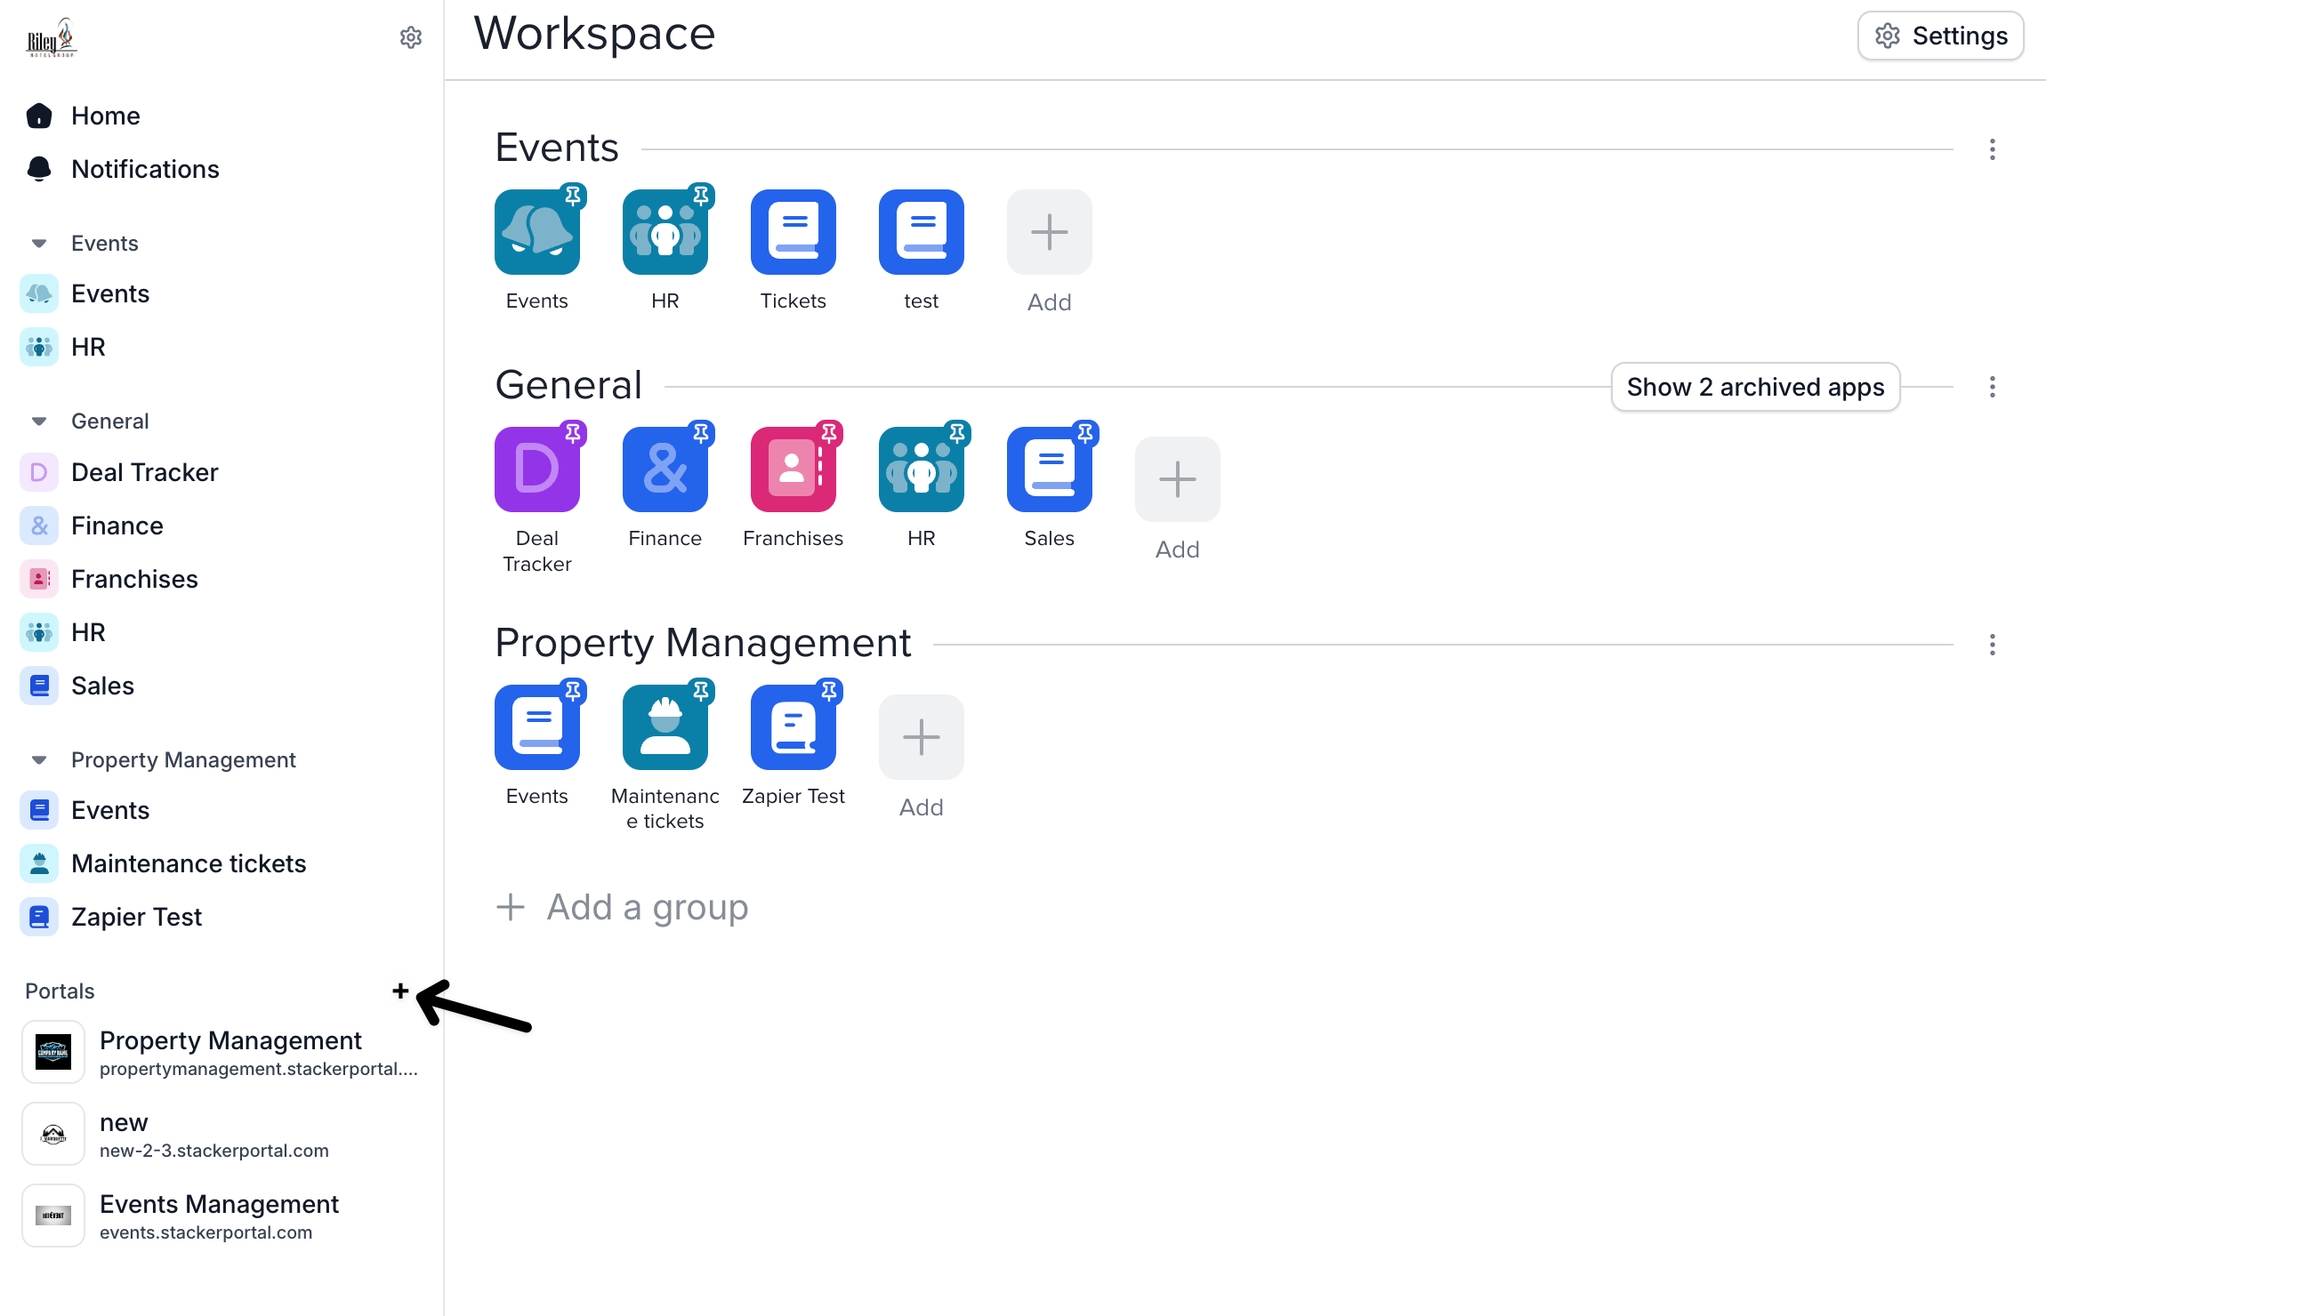 Riley
HOTEL GROUP
Home
Notifications
Events
Events
HR
General
Deal Tracker
Finance
Franchises
HR
Sales
Property Management
Events
Maintenance tickets
Zapier Test
Portals
Property Management
propertymanagement.stackerportal....
new
new-2-3.stackerportal.com
Events Management
events.stackerportal.com
Workspace
Settings
Events
Events
HR
Tickets
test
Add
General
Show 2 archived apps
D
Deal
Tracker
&
Finance
Franchises
HR
Sales
Add
Property Management
Events
Maintenanc
e tickets
Zapier Test
Add
Add a group